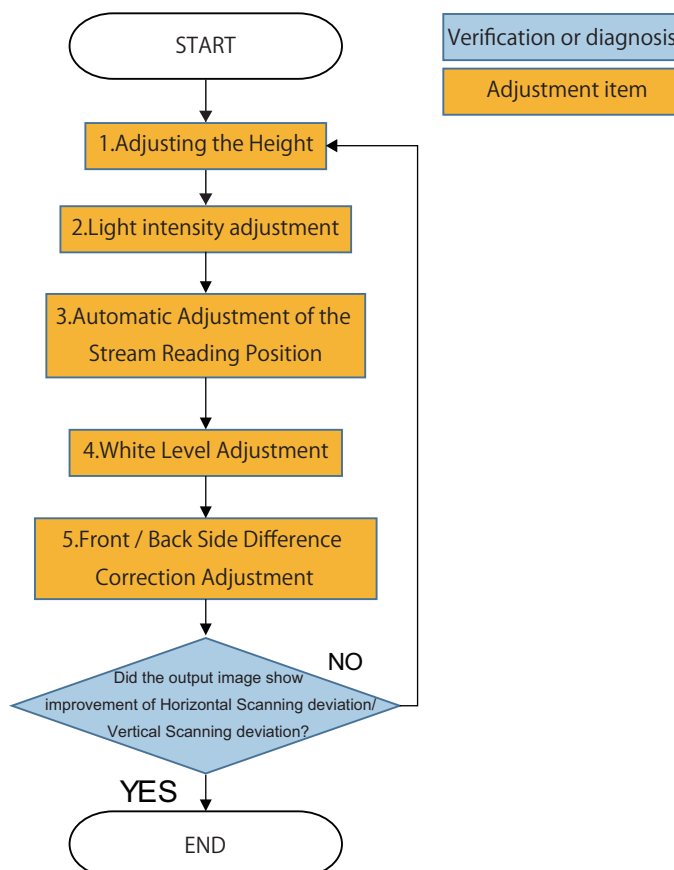 START
Verification or diagnosis
Adjustment item
1.Adjusting the Height
2.Light intensity adjustment
3.Automatic Adjustment of the
Stream Reading Position
4.White Level Adjustment
5.Front / Back Side Difference
Correction Adjustment
NO
Did the output image show
improvement of Horizontal Scanning deviation/
Vertical Scanning deviation?
YES
END